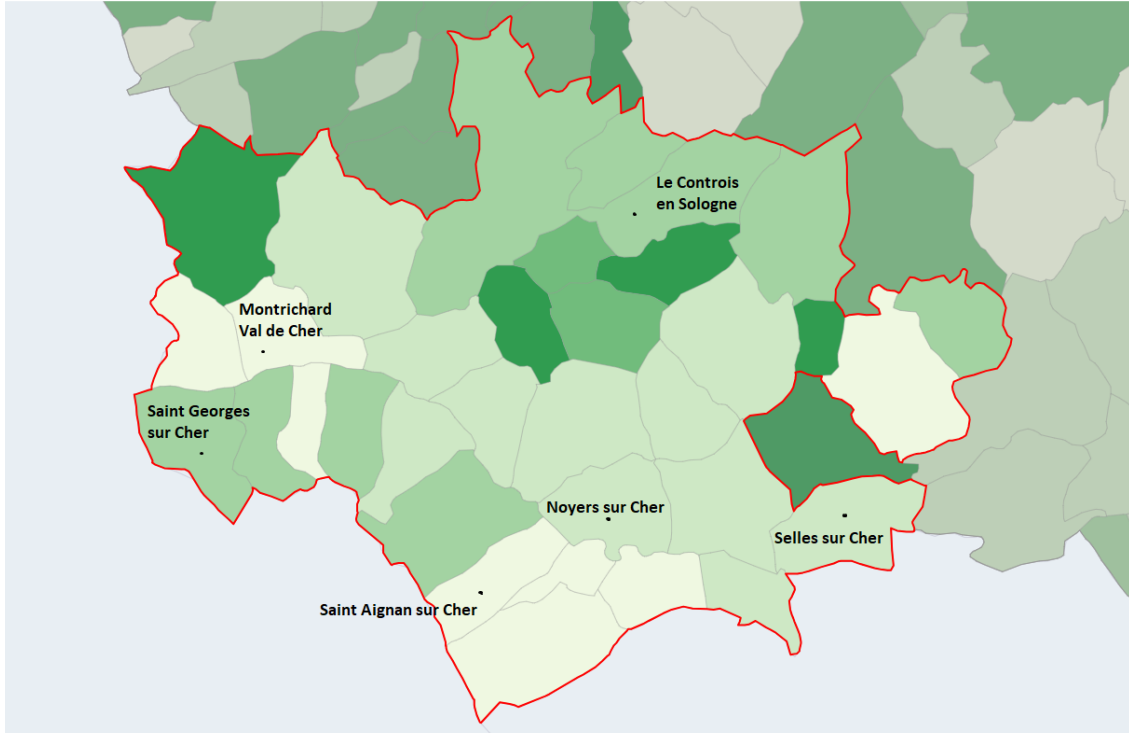 Le Controis
en Sologne
Montrichard
Val de Cher
Saint Georges
sur Cher
Noyers sur Cher
Selles sur Cher
Saint Aignan sur Cher